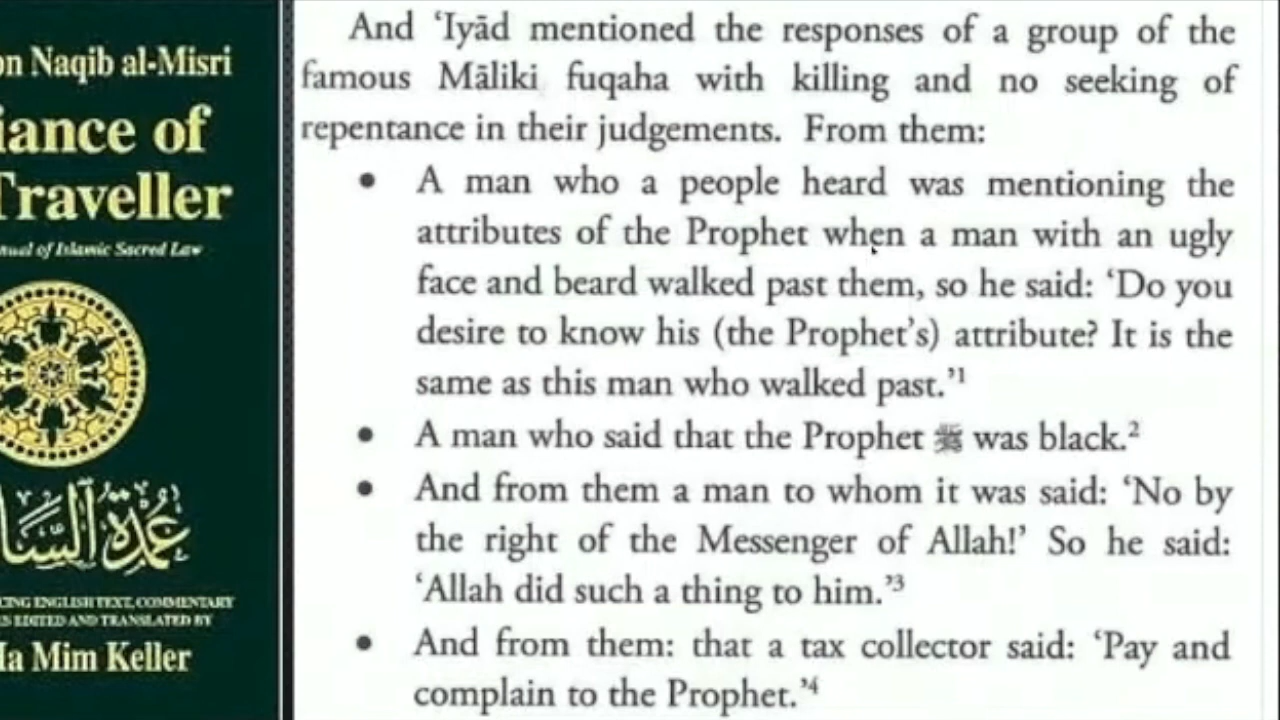 on Naqib al-Misri
iance of
Traveller
nual of Islamic Sacred Law
عمدة السا
CING ENGLISH TEXT, COMMENTARY
ES EDITED AND TRANSLATED BY
Ha Mim Keller
And ‘Iyād mentioned the responses of a group of the
famous Māliki fuqaha with killing and no seeking of
repentance in their judgements. From them:
• A man who a people heard was mentioning the
attributes of the Prophet when a man with an ugly
face and beard walked past them, so he said: ‘Do you
desire to know his (the Prophet’s) attribute? It is the
same as this man who walked past.’1
• A man who said that the Prophet ﷺ was black.2
• And from them a man to whom it was said: ‘No by
the right of the Messenger of Allah!’ So he said:
‘Allah did such a thing to him.’3
• And from them: that a tax collector said: ‘Pay and
complain to the Prophet.’4